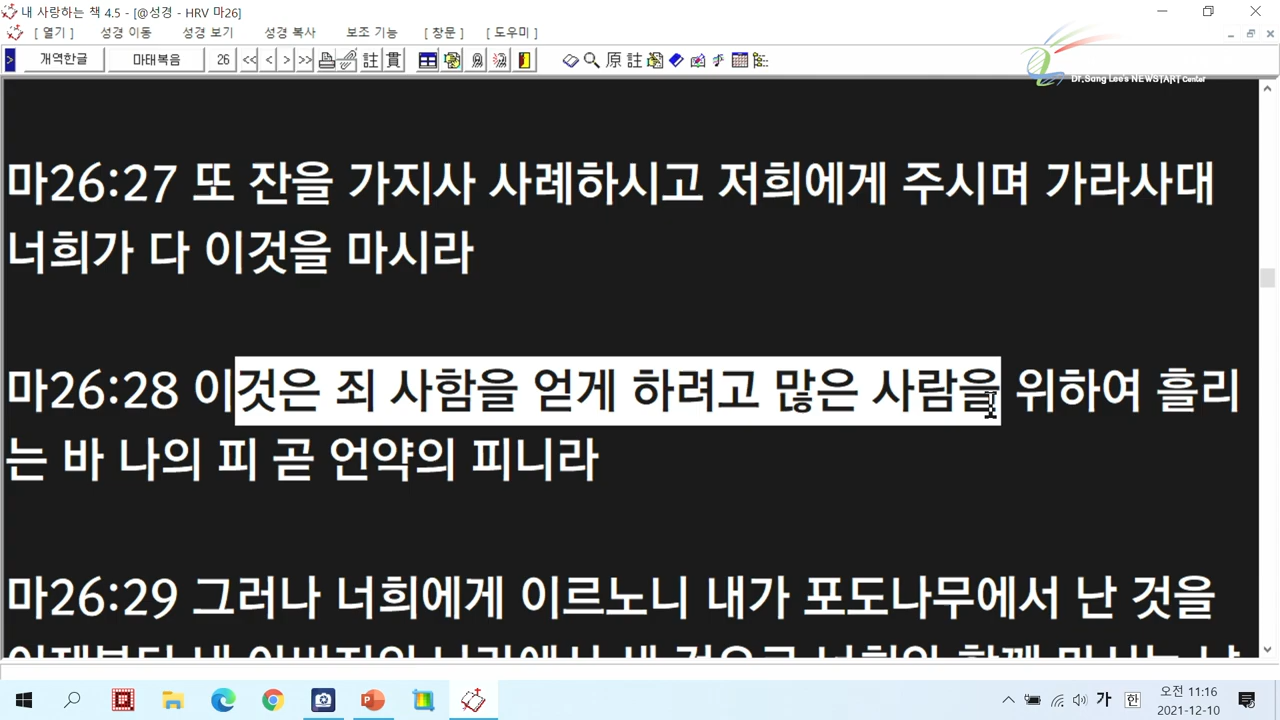 내 사랑하는 책 4.5 - [@성경 - HRV 마26]
[ 열기 ] 성경 이동 성경 보기 성경 복사 보조 기능 [ 창문 ] [ 도우미 ]
> 개역한글 마태복음 26 << < > >> 註 貫 原 註
Dr.Sang Lee's NEWSTART Center
마26:27 또 잔을 가지사 사례하시고 저희에게 주시며 가라사대
너희가 다 이것을 마시라
마26:28 이것은 죄 사함을 얻게 하려고 많은 사람을 위하여 흘리
는 바 나의 피 곧 언약의 피니라
마26:29 그러나 너희에게 이르노니 내가 포도나무에서 난 것을
가 한
오전 11:16
2021-12-10